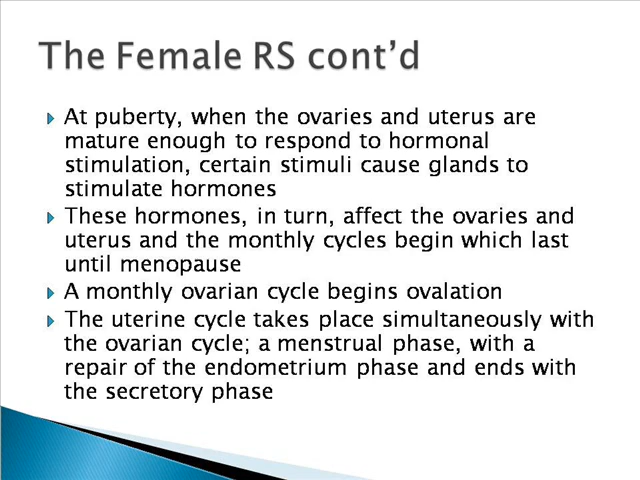 The Female RS cont’d
At puberty, when the ovaries and uterus are
mature enough to respond to hormonal
stimulation, certain stimuli cause glands to
stimulate hormones
These hormones, in turn, affect the ovaries and
uterus and the monthly cycles begin which last
until menopause
A monthly ovarian cycle begins ovalation
The uterine cycle takes place simultaneously with
the ovarian cycle; a menstrual phase, with a
repair of the endometrium phase and ends with
the secretory phase